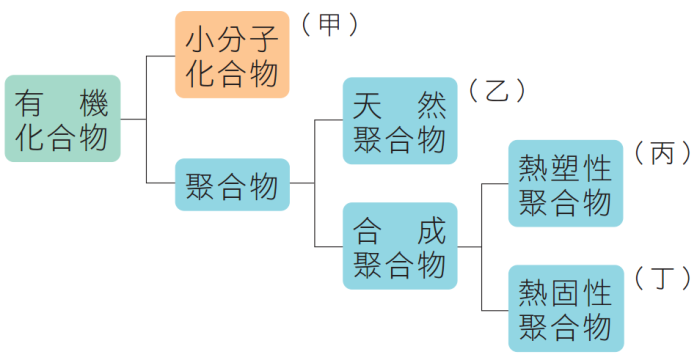 有機
化合物
小分子
化合物
（甲）
聚合物
天然
聚合物
（乙）
合成
聚合物
熱塑性
聚合物
（丙）
熱固性
聚合物
（丁）